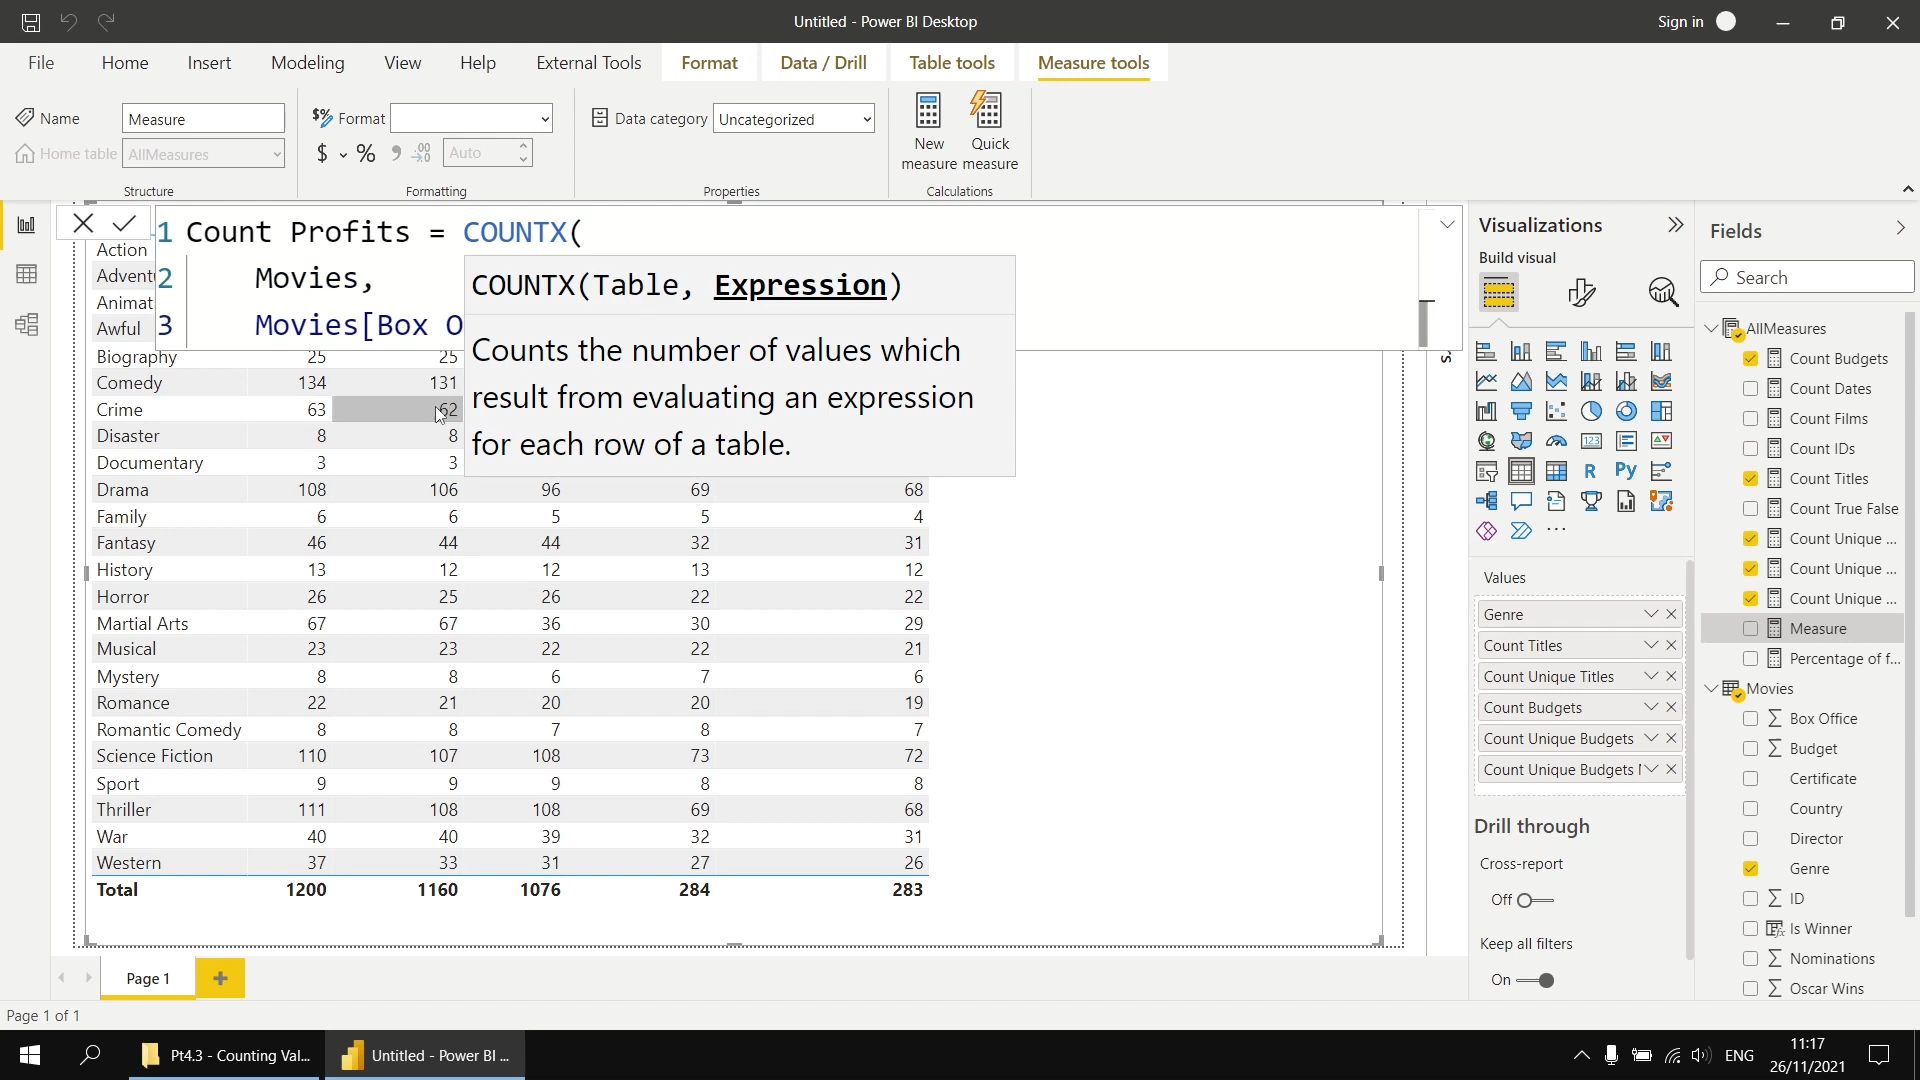 Untitled - Power BI Desktop
Sign in
File Home Insert Modeling View Help External Tools Format Data / Drill Table tools Measure tools
Name Measure
Home table AllMeasures
Structure
$% Format
$ % 9 .00 Auto
Formatting
Data category Uncategorized
Properties
New measure
Quick measure
Calculations
1 Count Profits = COUNTX(
2 Movies,
3 Movies[Box O
COUNTX(Table, Expression)
Counts the number of values which
result from evaluating an expression
for each row of a table.
Action
Advent
Animat
Awful
Biography 25 25
Comedy 134 131
Crime 63 62
Disaster 8 8
Documentary 3 3
Drama 108 106 96 69 68
Family 6 6 5 5 4
Fantasy 46 44 44 32 31
History 13 12 12 13 12
Horror 26 25 26 22 22
Martial Arts 67 67 36 30 29
Musical 23 23 22 22 21
Mystery 8 8 6 7 6
Romance 22 21 20 20 19
Romantic Comedy 8 8 7 8 7
Science Fiction 110 107 108 73 72
Sport 9 9 9 8 8
Thriller 111 108 108 69 68
War 40 40 39 32 31
Western 37 33 31 27 26
Total 1200 1160 1076 284 283
Visualizations
Build visual
123
R Py
Values
Genre
Count Titles
Count Unique Titles
Count Budgets
Count Unique Budgets
Count Unique Budgets
Drill through
Cross-report
Off
Keep all filters
On
Fields
Search
AllMeasures
Count Budgets
Count Dates
Count Films
Count IDs
Count Titles
Count True False
Count Unique ...
Count Unique ...
Count Unique ...
Measure
Percentage of f...
Movies
Box Office
Budget
Certificate
Country
Director
Genre
ID
Is Winner
Nominations
Oscar Wins
Page 1
Page 1 of 1
Pt4.3 - Counting Val...
Untitled - Power BI ...
ENG
11:17
26/11/2021